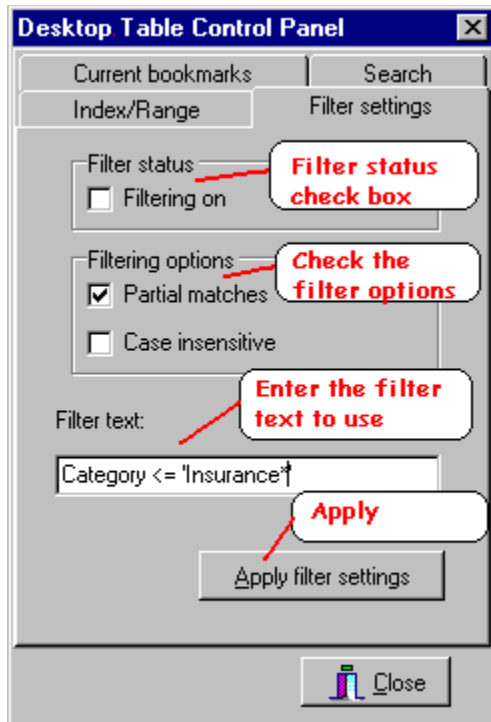 Desktop Table Control Panel
Current bookmarks Search
Index/Range Filter settings
Filter status
Filter status
check box
Filtering on
Filtering options
Check the
filter options
Partial matches
Case insensitive
Enter the filter
text to use
Filter text:
Category <= 'Insurance*'
Apply
Apply filter settings
Close